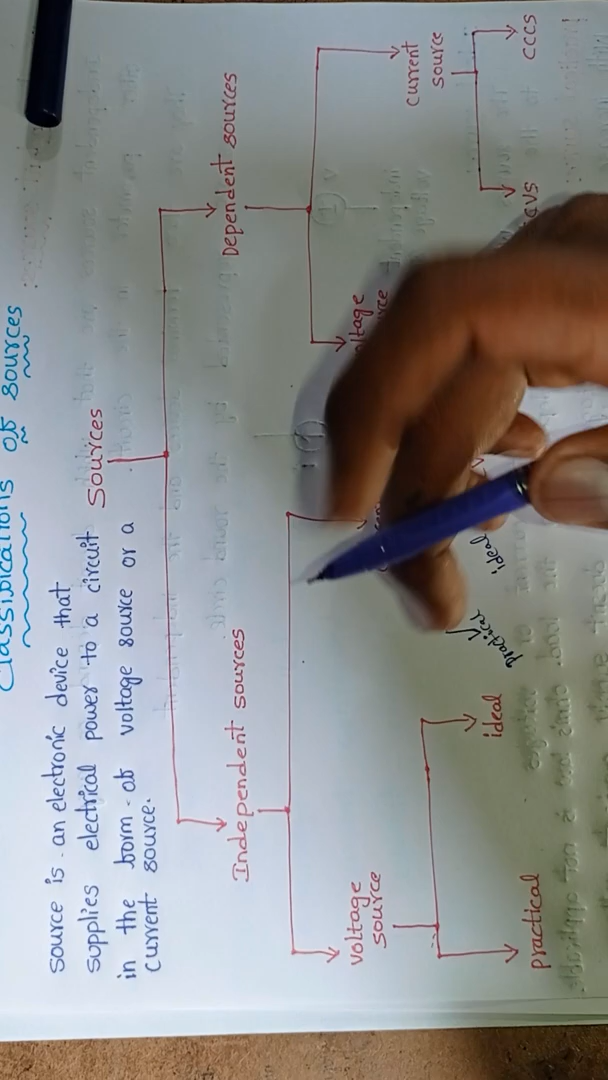 Classifications of sources
source is an electronic device that
supplies electrical power to a circuit
in the form of voltage source or a
current source.
Sources
Independent sources
Dependent sources
voltage
source
current
source
practical
ideal
practical
ideal
CCCS